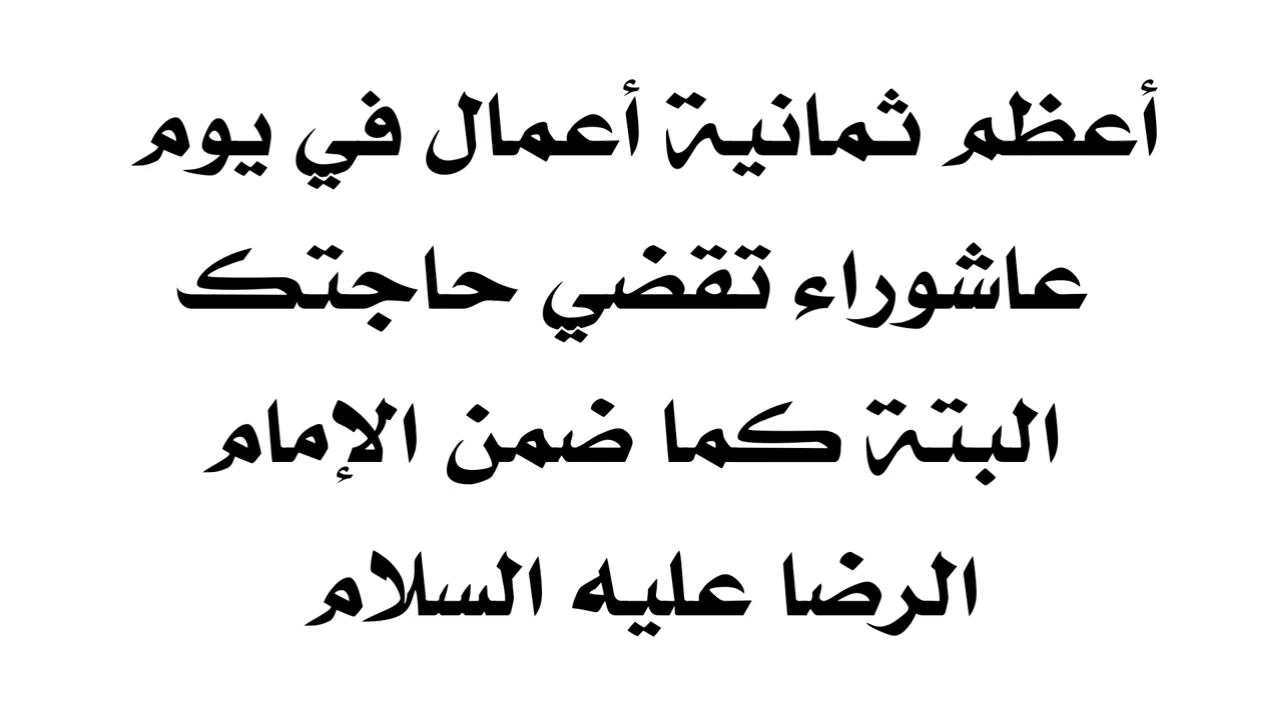 أعظم ثمانية أعمال في يوم
عاشوراء تقضي حاجتك
البتة كما ضمن الإمام
الرضا عليه السلام